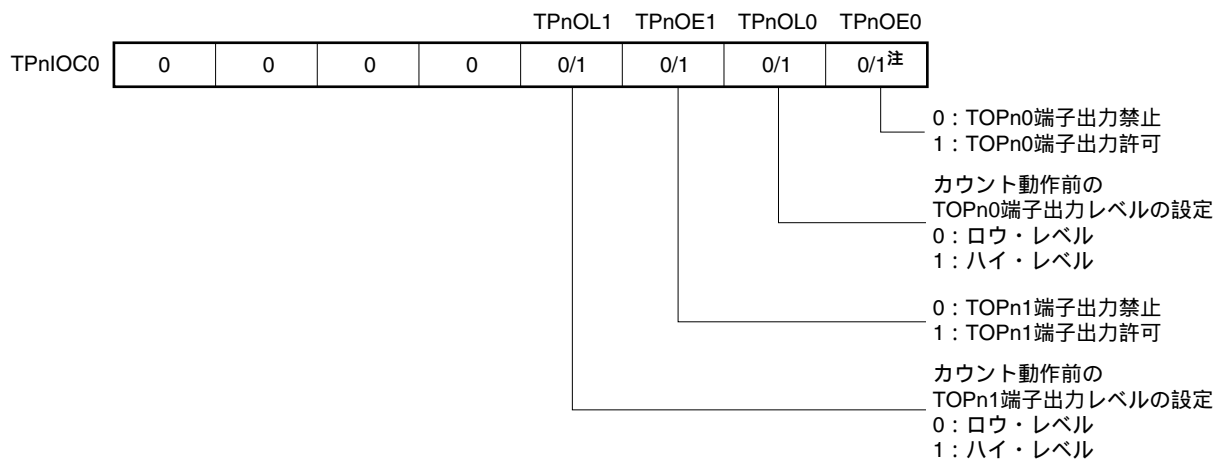 TPnOL1 TPnOE1 TPnOL0 TPnOE0
TPnIOC0 0 0 0 0 0/1 0/1 0/1 0/1注
0：TOPn0端子出力禁止
1：TOPn0端子出力許可
カウント動作前の
TOPn0端子出力レベルの設定
0：ロウ・レベル
1：ハイ・レベル
0：TOPn1端子出力禁止
1：TOPn1端子出力許可
カウント動作前の
TOPn1端子出力レベルの設定
0：ロウ・レベル
1：ハイ・レベル